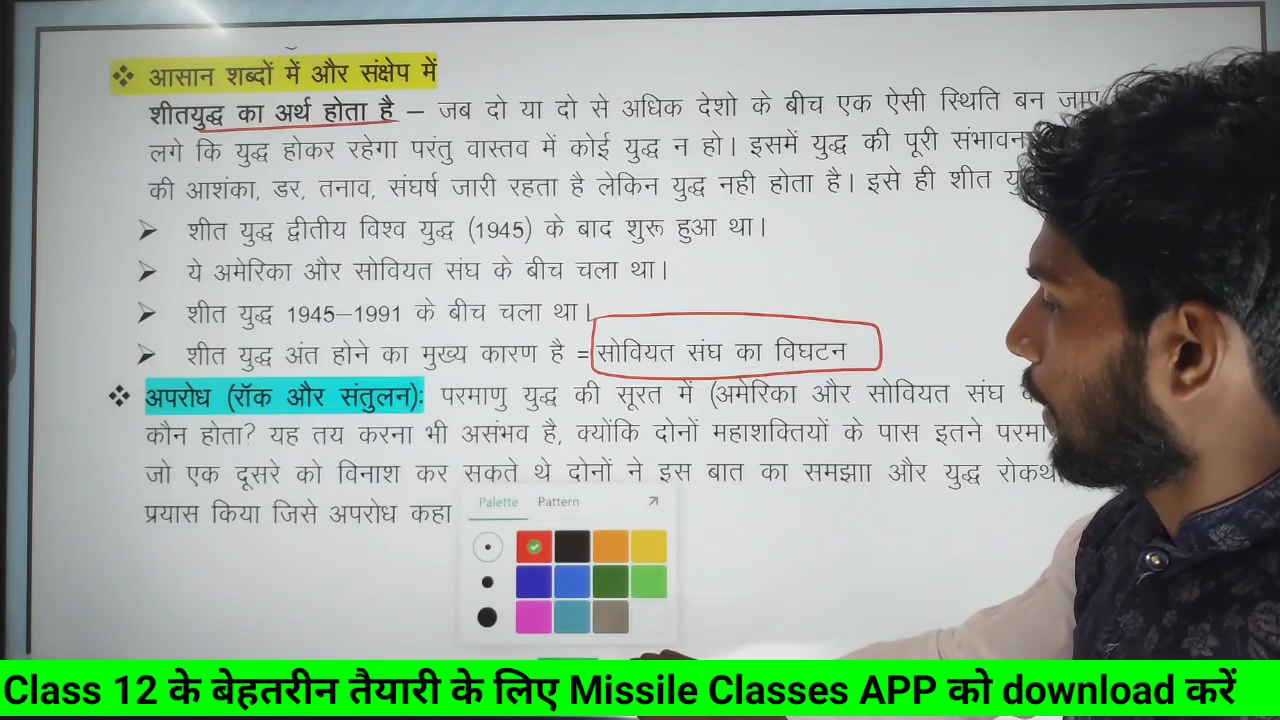 ❖ आसान शब्दों में और संक्षेप में
शीतयुद्ध का अर्थ होता है – जब दो या दो से अधिक देशो के बीच एक ऐसी स्थिति बन जाए
लगे कि युद्ध होकर रहेगा परंतु वास्तव में कोई युद्ध न हो। इसमें युद्ध की पूरी
की आशंका, डर, तनाव, संघर्ष जारी रहता है लेकिन युद्ध नही होता है। इसे ही शीत
➢ शीत युद्ध द्वीतीय विश्व युद्ध (1945) के बाद शुरू हुआ था।
➢ ये अमेरिका और सोवियत संघ के बीच चला था।
➢ शीत युद्ध 1945–1991 के बीच चला था।
➢ शीत युद्ध अंत होने का मुख्य कारण है = सोवियत संघ का विघटन
❖ अपरोध (रॉक और संतुलन): परमाणु युद्ध की सूरत में (अमेरिका और सोवियत संघ
कौन होता? यह तय करना भी असंभव है, क्योंकि दोनों महाशक्तियों के पास इतने
जो एक दूसरे को विनाश कर सकते थे दोनों ने इस बात का समझाा और युद्ध
प्रयास किया जिसे अपरोध कहा
Palette Pattern
Class 12 के बेहतरीन तैयारी के लिए Missile Classes APP को download करें